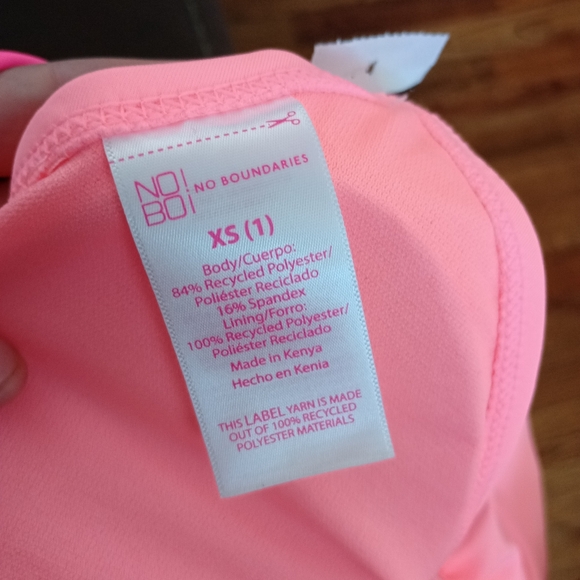 NO!
BO¡
NO BOUNDARIES
XS (1)
Body/Cuerpo:
84% Recycled Polyester/
Poliéster Reciclado
16% Spandex
Lining/Forro:
100% Recycled Polyester/
Poliéster Reciclado
Made in Kenya
Hecho en Kenia
THIS LABEL YARN IS MADE
OUT OF 100% RECYCLED
POLYESTER MATERIALS